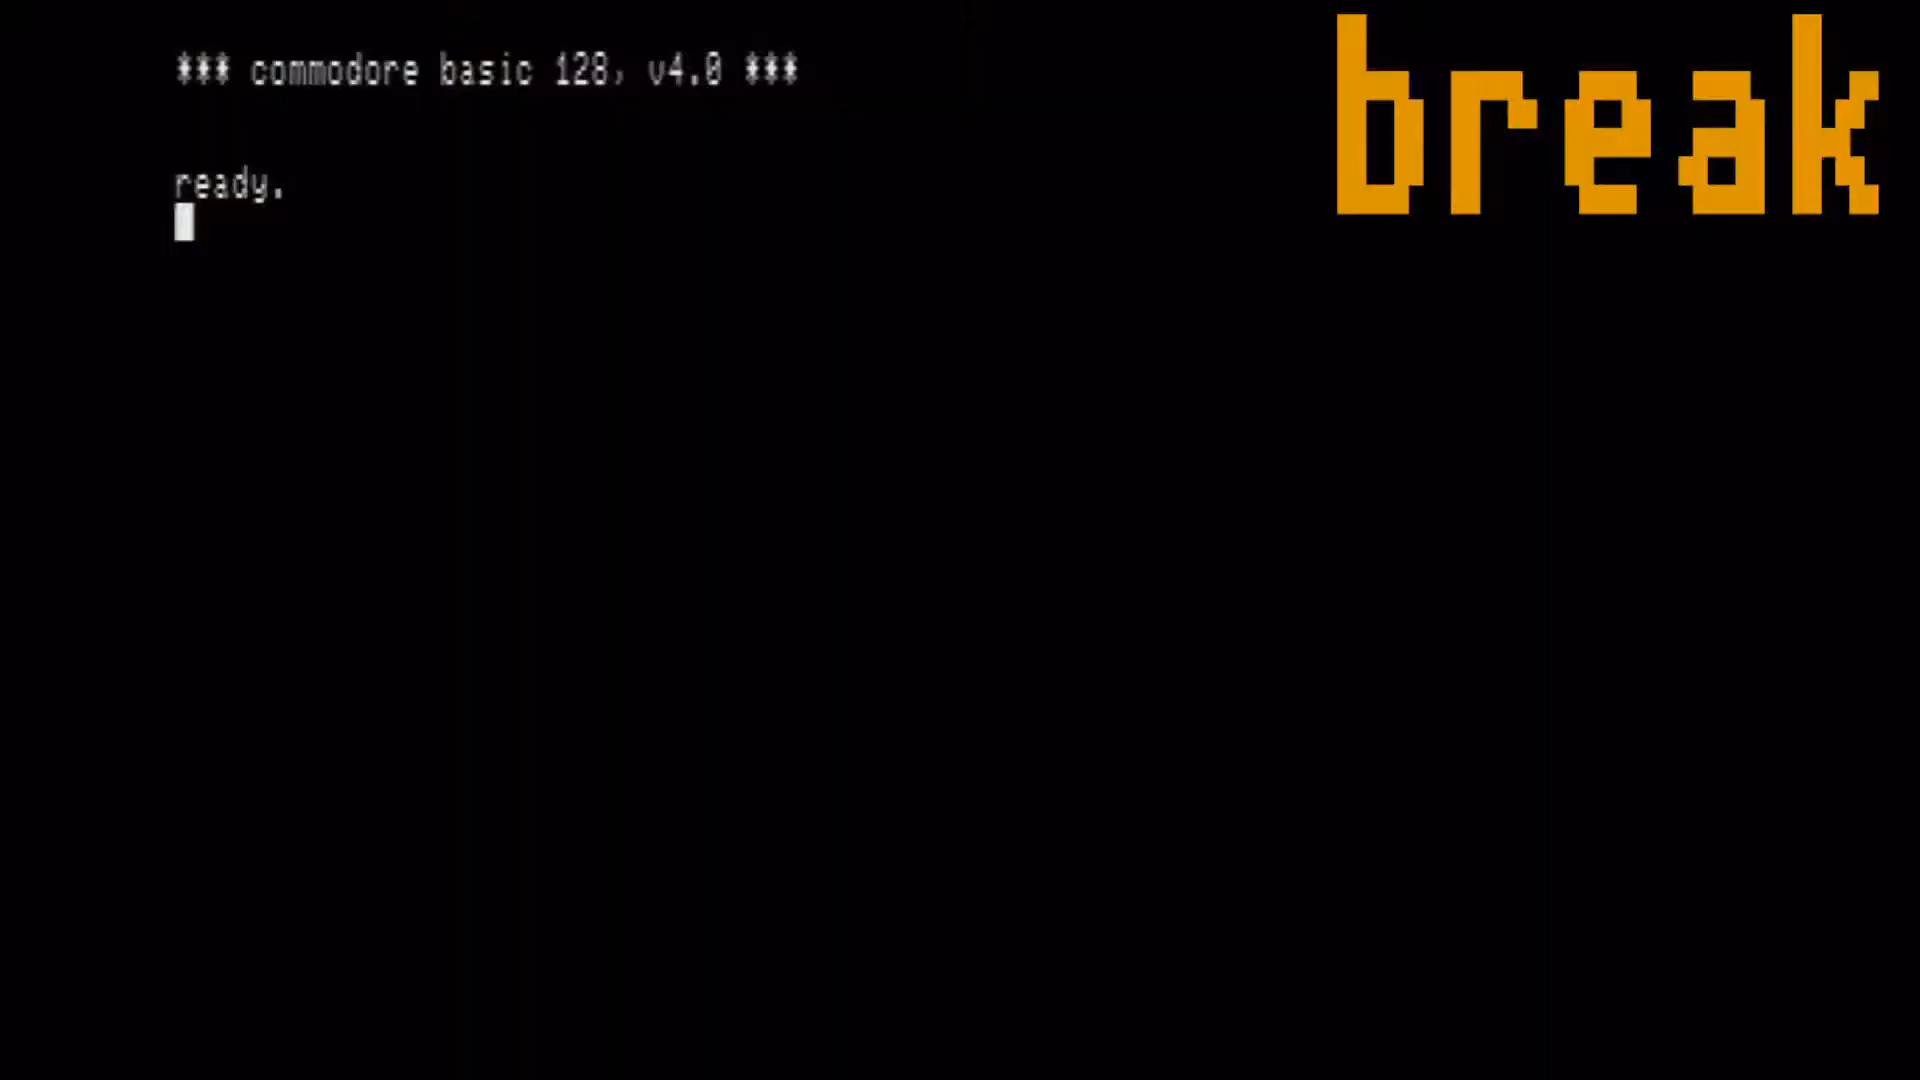 *** commodore basic 128, v4.0 ***
ready.
break